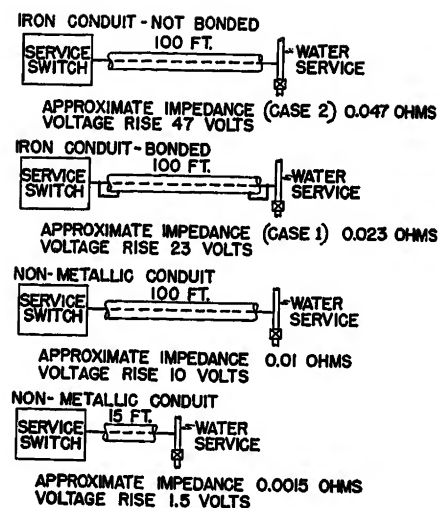 IRON CONDUIT - NOT BONDED
100 FT.
SERVICE
SWITCH
WATER
SERVICE
APPROXIMATE IMPEDANCE (CASE 2) 0.047 OHMS
VOLTAGE RISE 47 VOLTS
IRON CONDUIT-BONDED
100 FT.
SERVICE
SWITCH
WATER
SERVICE
APPROXIMATE IMPEDANCE (CASE 1) 0.023 OHMS
VOLTAGE RISE 23 VOLTS
NON-METALLIC CONDUIT
100 FT.
SERVICE
SWITCH
WATER
SERVICE
APPROXIMATE IMPEDANCE 0.01 OHMS
VOLTAGE RISE 10 VOLTS
NON-METALLIC CONDUIT
15 FT.
SERVICE
SWITCH
WATER
SERVICE
APPROXIMATE IMPEDANCE 0.0015 OHMS
VOLTAGE RISE 1.5 VOLTS